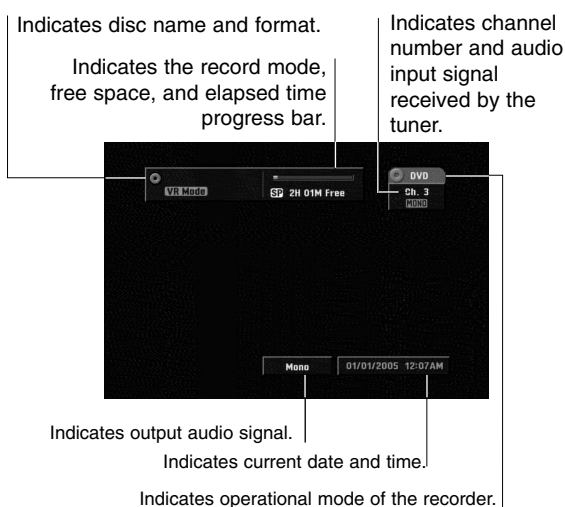 Indicates disc name and format.
Indicates the record mode,
free space, and elapsed time
progress bar.
Indicates channel
number and audio
input signal
received by the
tuner.
VR Mode
SP 2H 01M Free
DVD
Ch. 3
MONO
Mono
01/01/2005 12:07AM
Indicates output audio signal.
Indicates current date and time.
Indicates operational mode of the recorder.